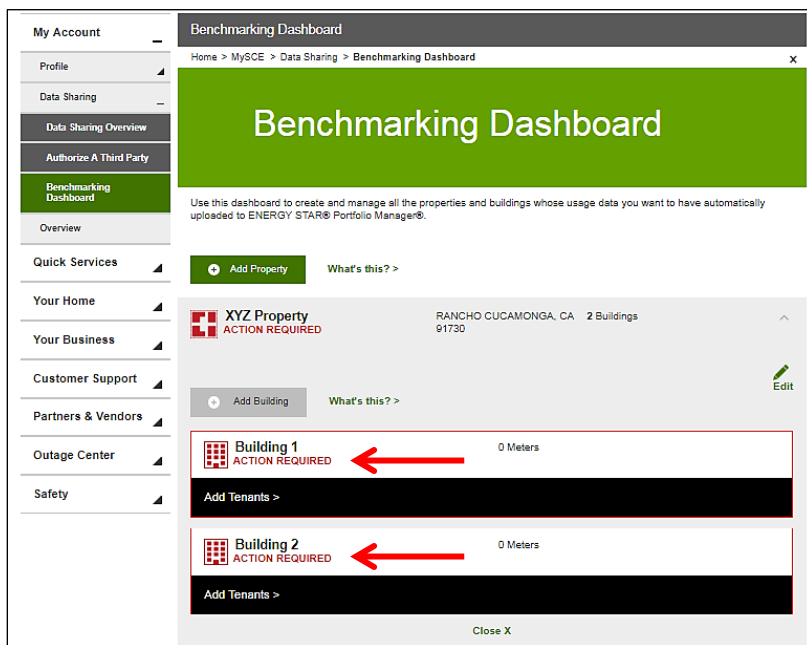 My Account
Profile
Data Sharing
Data Sharing Overview
Authorize A Third Party
Benchmarking
Dashboard
Overview
Quick Services
Your Home
Your Business
Customer Support
Partners & Vendors
Outage Center
Safety
Benchmarking Dashboard
Home > MySCE > Data Sharing > Benchmarking Dashboard x
Benchmarking Dashboard
Use this dashboard to create and manage all the properties and buildings whose usage data you want to have automatically
uploaded to ENERGY STAR® Portfolio Manager®.
Add Property What's this? >
XYZ Property RANCHO CUCAMONGA, CA 2 Buildings
ACTION REQUIRED 91730
Edit
Add Building What's this? >
Building 1 0 Meters
ACTION REQUIRED
Add Tenants >
Building 2 0 Meters
ACTION REQUIRED
Add Tenants >
Close X